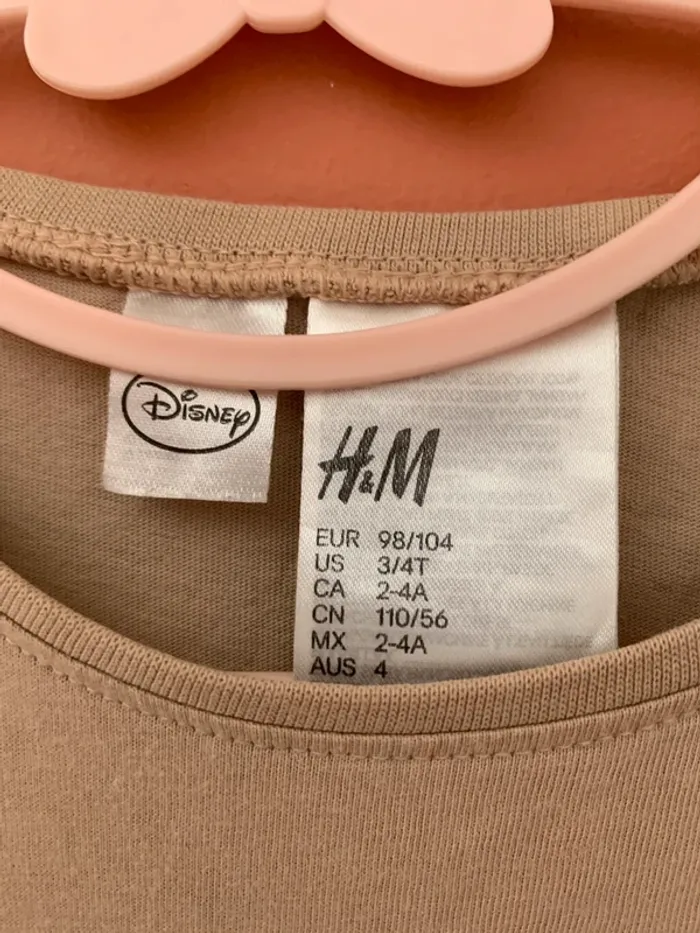 Disney
H&M
EUR 98/104
US 3/4T
CA 2-4A
CN 110/56
MX 2-4A
AUS 4